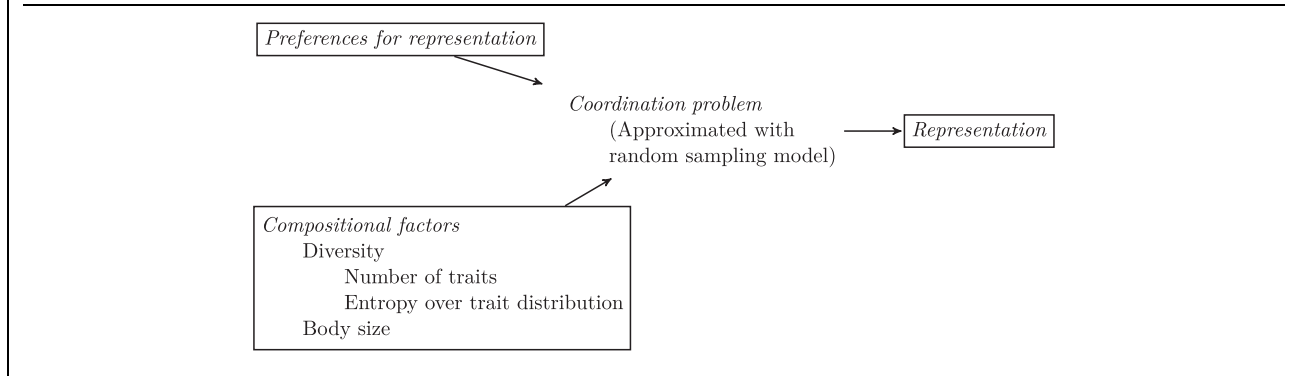 Preferences for representation
Coordination problem
(Approximated with
random sampling model)
Representation
Compositional factors
Diversity
Number of traits
Entropy over trait distribution
Body size